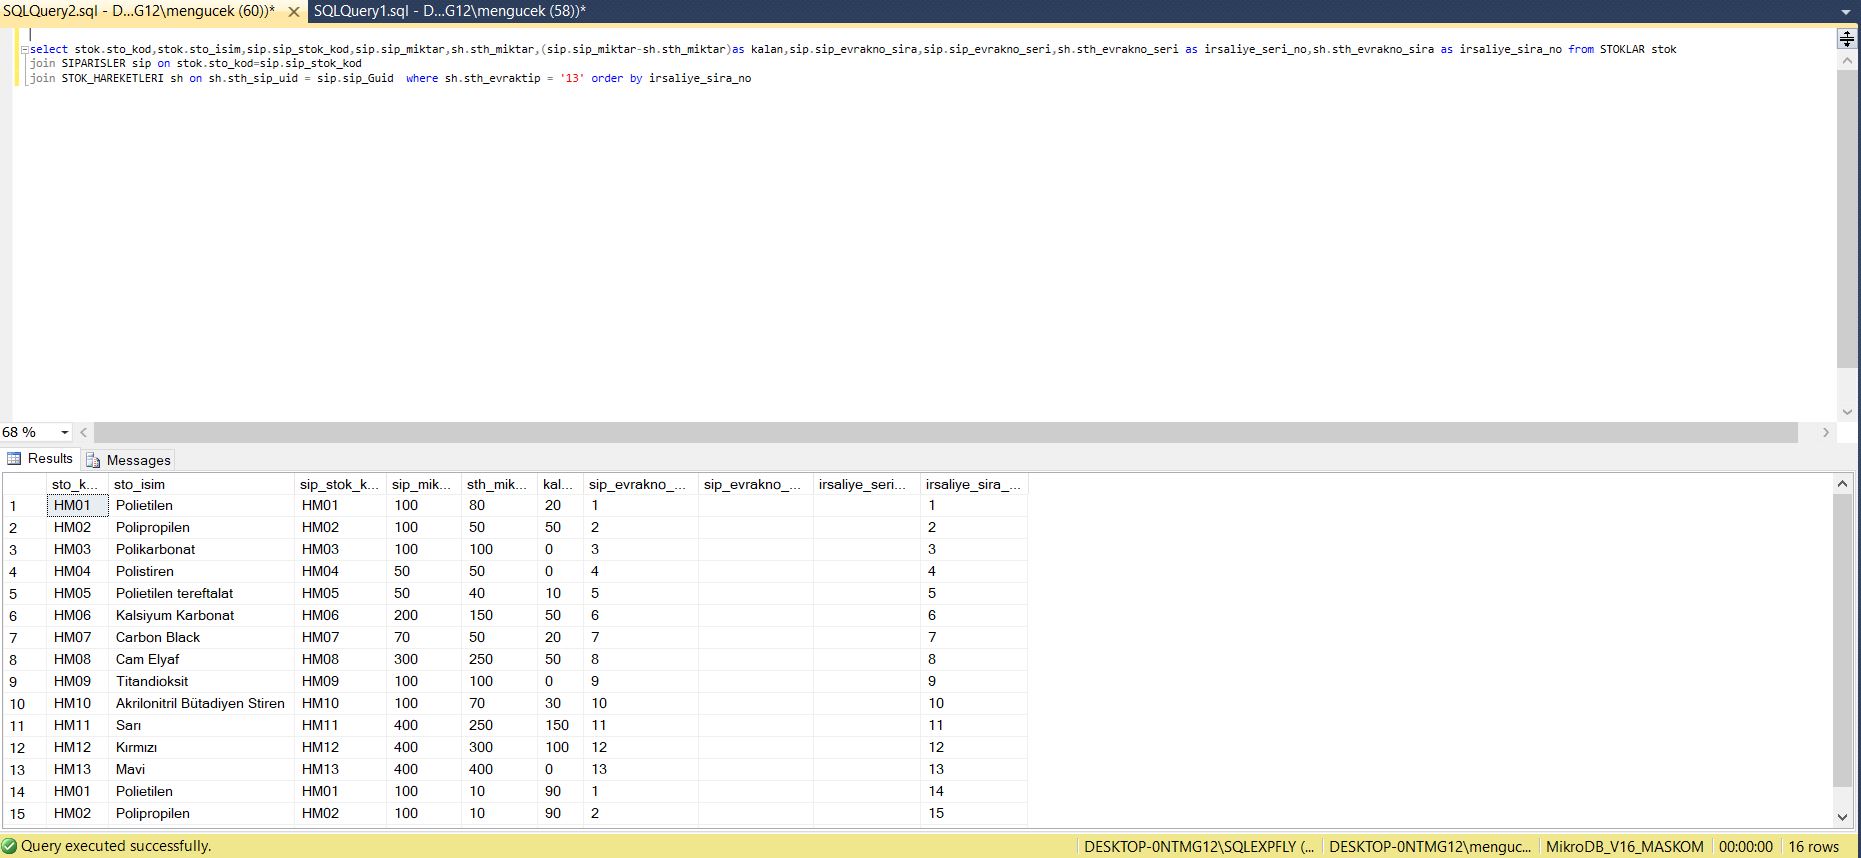 SQLQuery2.sql - D...G12\mengucek (60))* SQLQuery1.sql - D...G12\mengucek (58))*
select stok.sto_kod,stok.sto_isim,sip.sip_stok_kod,sip.sip_miktar,sh.sth_miktar,(sip.sip_miktar-sh.sth_miktar)as kalan,sip.sip_evrakno_sira,sip.sip_evrakno_seri,sh.sth_evrakno_seri as irsaliye_seri_no,sh.sth_evrakno_sira as irsaliye_sira_no from STOKLAR stok
join SIPARISLER sip on stok.sto_kod=sip.sip_stok_kod
join STOK_HAREKETLERI sh on sh.sth_sip_uid = sip.sip_Guid  where sh.sth_evraktip = '13' order by irsaliye_sira_no
68 %
Results Messages
sto_k... sto_isim sip_stok_k... sip_mik... sth_mik... kal... sip_evrakno_... sip_evrakno_... irsaliye_seri... irsaliye_sira_...
1 HM01 Polietilen HM01 100 80 20 1 1
2 HM02 Polipropilen HM02 100 50 50 2 2
3 HM03 Polikarbonat HM03 100 100 0 3 3
4 HM04 Polistiren HM04 50 50 0 4 4
5 HM05 Polietilen tereftalat HM05 50 40 10 5 5
6 HM06 Kalsiyum Karbonat HM06 200 150 50 6 6
7 HM07 Carbon Black HM07 70 50 20 7 7
8 HM08 Cam Elyaf HM08 300 250 50 8 8
9 HM09 Titandioksit HM09 100 100 0 9 9
10 HM10 Akrilonitril Bütadiyen Stiren HM10 100 70 30 10 10
11 HM11 Sarı HM11 400 250 150 11 11
12 HM12 Kırmızı HM12 400 300 100 12 12
13 HM13 Mavi HM13 400 400 0 13 13
14 HM01 Polietilen HM01 100 10 90 1 14
15 HM02 Polipropilen HM02 100 10 90 2 15
Query executed successfully. DESKTOP-0NTMG12\SQLEXPFLY (... DESKTOP-0NTMG12\menguc... MikroDB_V16_MASKOM 00:00:00 16 rows